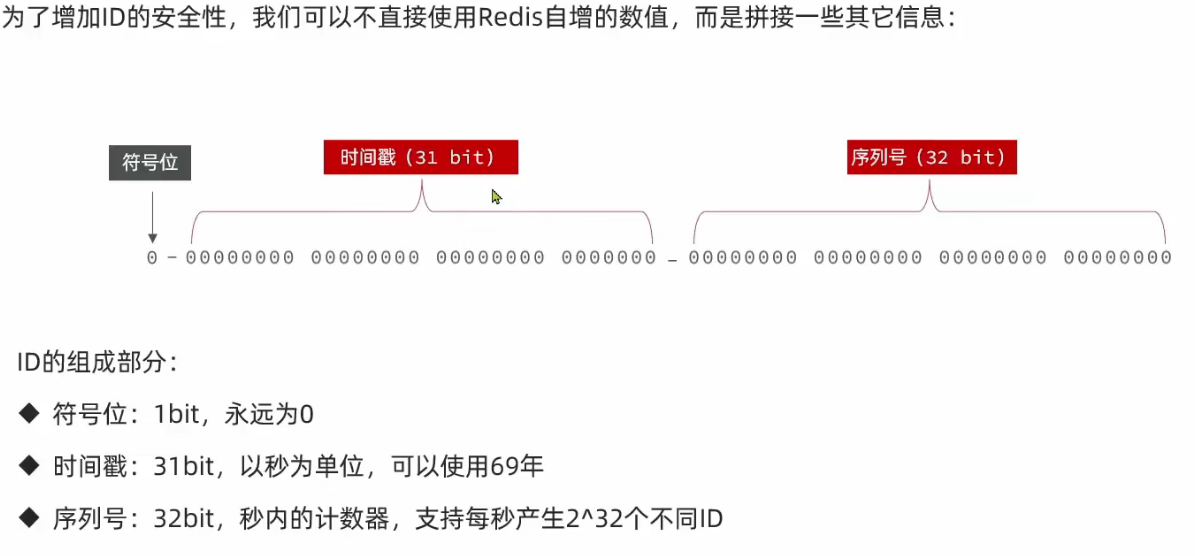 为了增加ID的安全性，我们可以不直接使用Redis自增的数值，而是拼接一些其它信息：
符号位
时间戳（31 bit）
序列号（32 bit）
0 - 00000000 00000000 00000000 0000000 - 00000000 00000000 00000000 00000000
ID的组成部分：
◆ 符号位：1bit，永远为0
◆ 时间戳：31bit，以秒为单位，可以使用69年
◆ 序列号：32bit，秒内的计数器，支持每秒产生2^32个不同ID